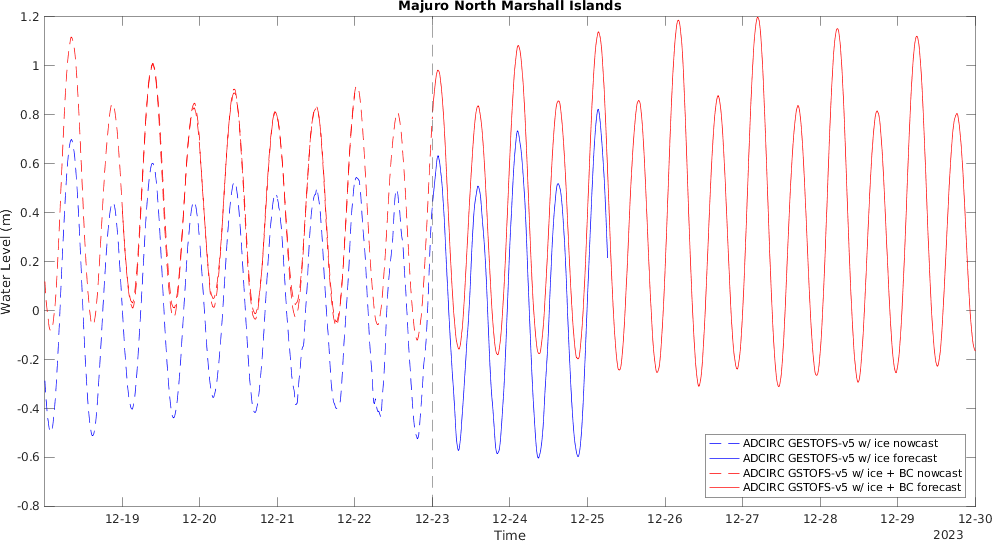 Majuro North Marshall Islands
1.2
1
0.8
0.6
0.4
0.2
0
-0.2
-0.4
-0.6
-0.8
Water Level (m)
ADCIRC GESTOFS-v5 w/ ice nowcast
ADCIRC GESTOFS-v5 w/ ice forecast
ADCIRC GSTOFS-v5 w/ ice + BC nowcast
ADCIRC GSTOFS-v5 w/ ice + BC forecast
12-19 12-20 12-21 12-22 12-23 12-24 12-25 12-26 12-27 12-28 12-29 12-30
Time
2023